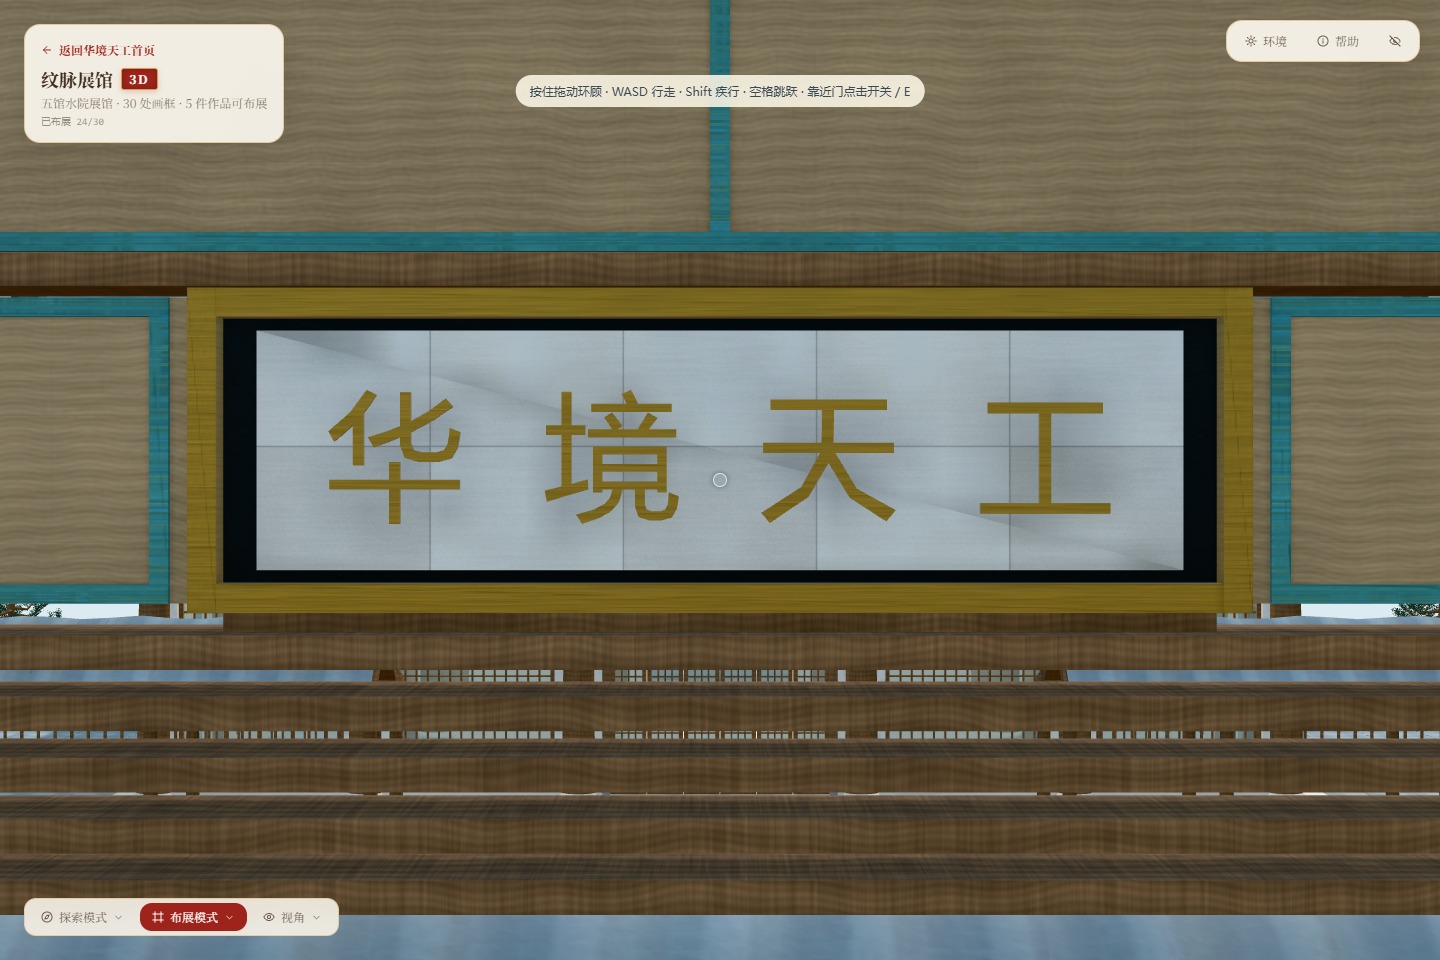 返回华境天工首页
纹脉展馆 3D
五馆水院展馆 · 30 处画框 · 5 件作品可布展
已布展 24/30
按住拖动环顾 · WASD 行走 · Shift 疾行 · 空格跳跃 · 靠近门点击开关 / E
环境 帮助
华境天工
探索模式 布展模式 视角